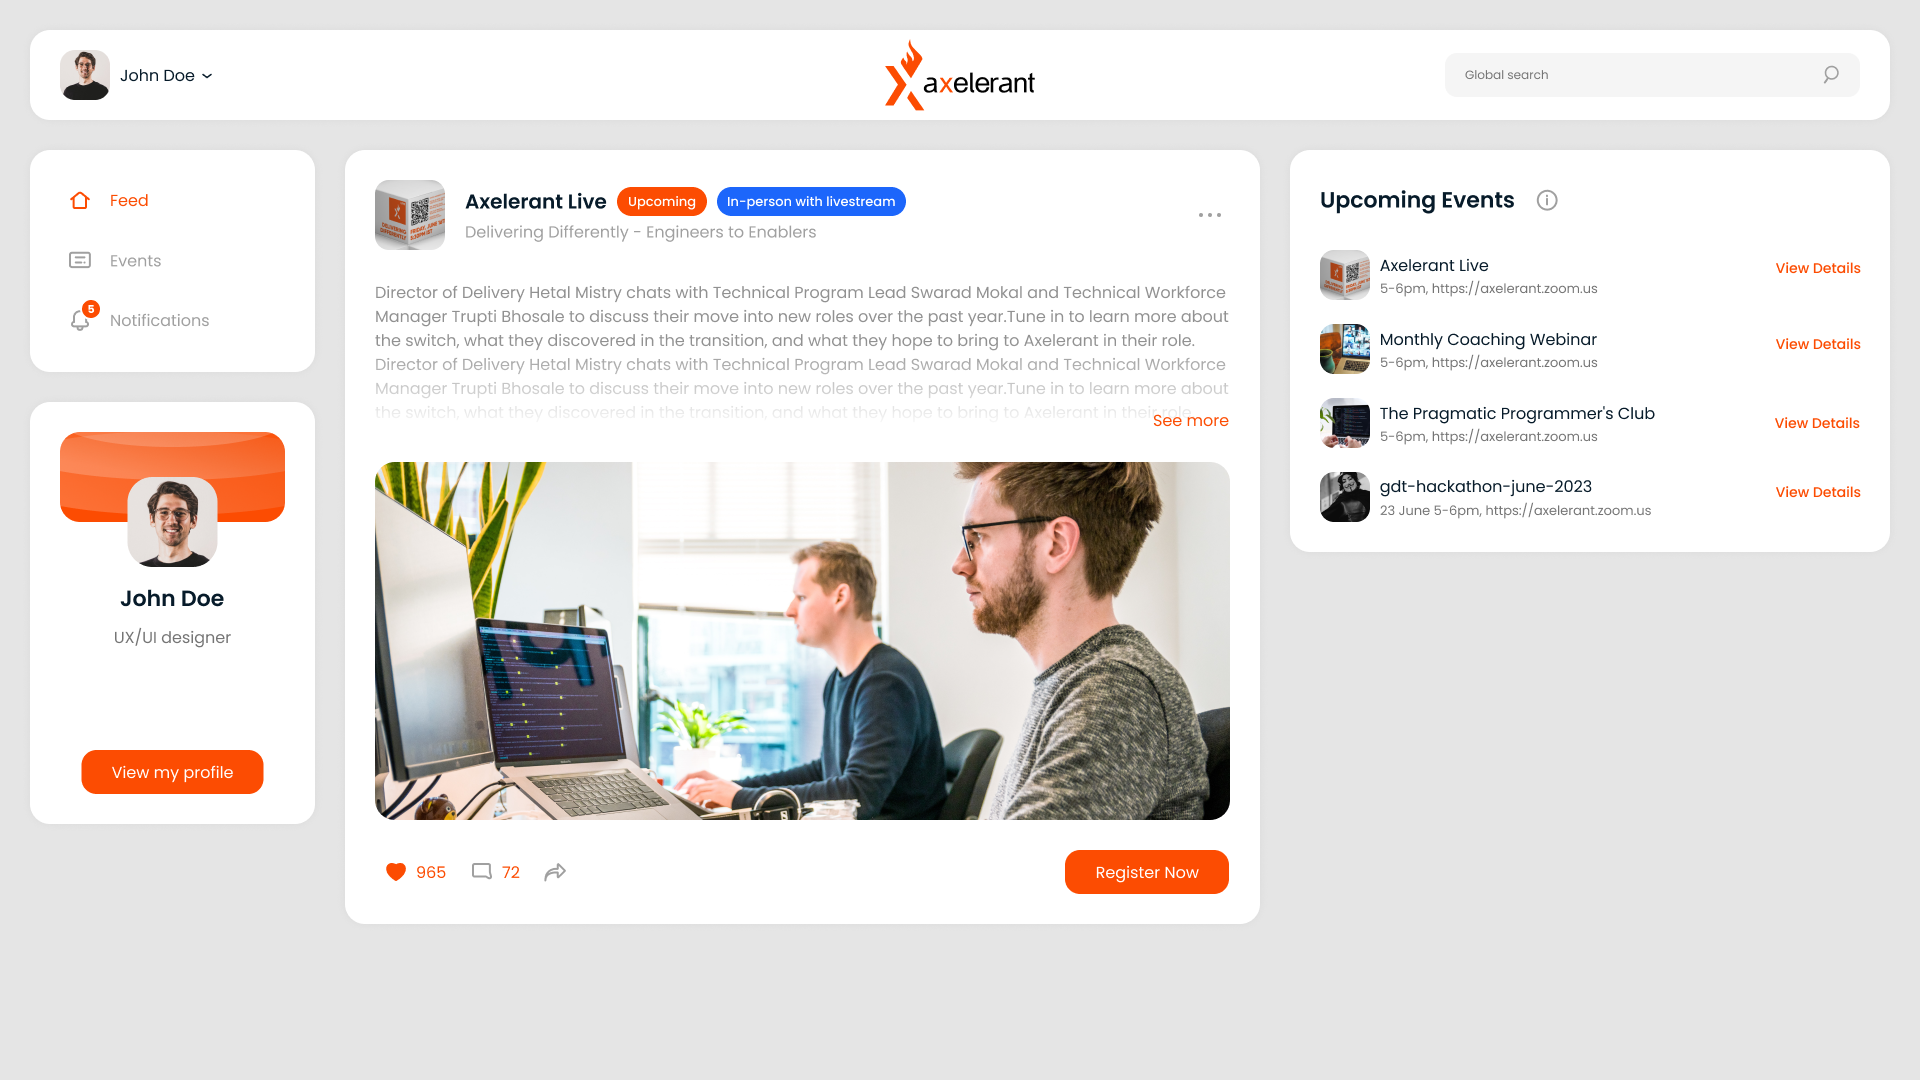 John Doe
axelerant
Global search
Feed
Events
5
Notifications
John Doe
UX/UI designer
View my profile
Axelerant Live
Upcoming
In-person with livestream
Delivering Differently - Engineers to Enablers
Director of Delivery Hetal Mistry chats with Technical Program Lead Swarad Mokal and Technical Workforce
Manager Trupti Bhosale to discuss their move into new roles over the past year.Tune in to learn more about
the switch, what they discovered in the transition, and what they hope to bring to Axelerant in their role.
Director of Delivery Hetal Mistry chats with Technical Program Lead Swarad Mokal and Technical Workforce
Manager Trupti Bhosale to discuss their move into new roles over the past year.Tune in to learn more about
the switch, what they discovered in the transition, and what they hope to bring to Axelerant in their role.
See more
965
72
Register Now
Upcoming Events
Axelerant Live
5-6pm, https://axelerant.zoom.us
View Details
Monthly Coaching Webinar
5-6pm, https://axelerant.zoom.us
View Details
The Pragmatic Programmer's Club
5-6pm, https://axelerant.zoom.us
View Details
gdt-hackathon-june-2023
23 June 5-6pm, https://axelerant.zoom.us
View Details